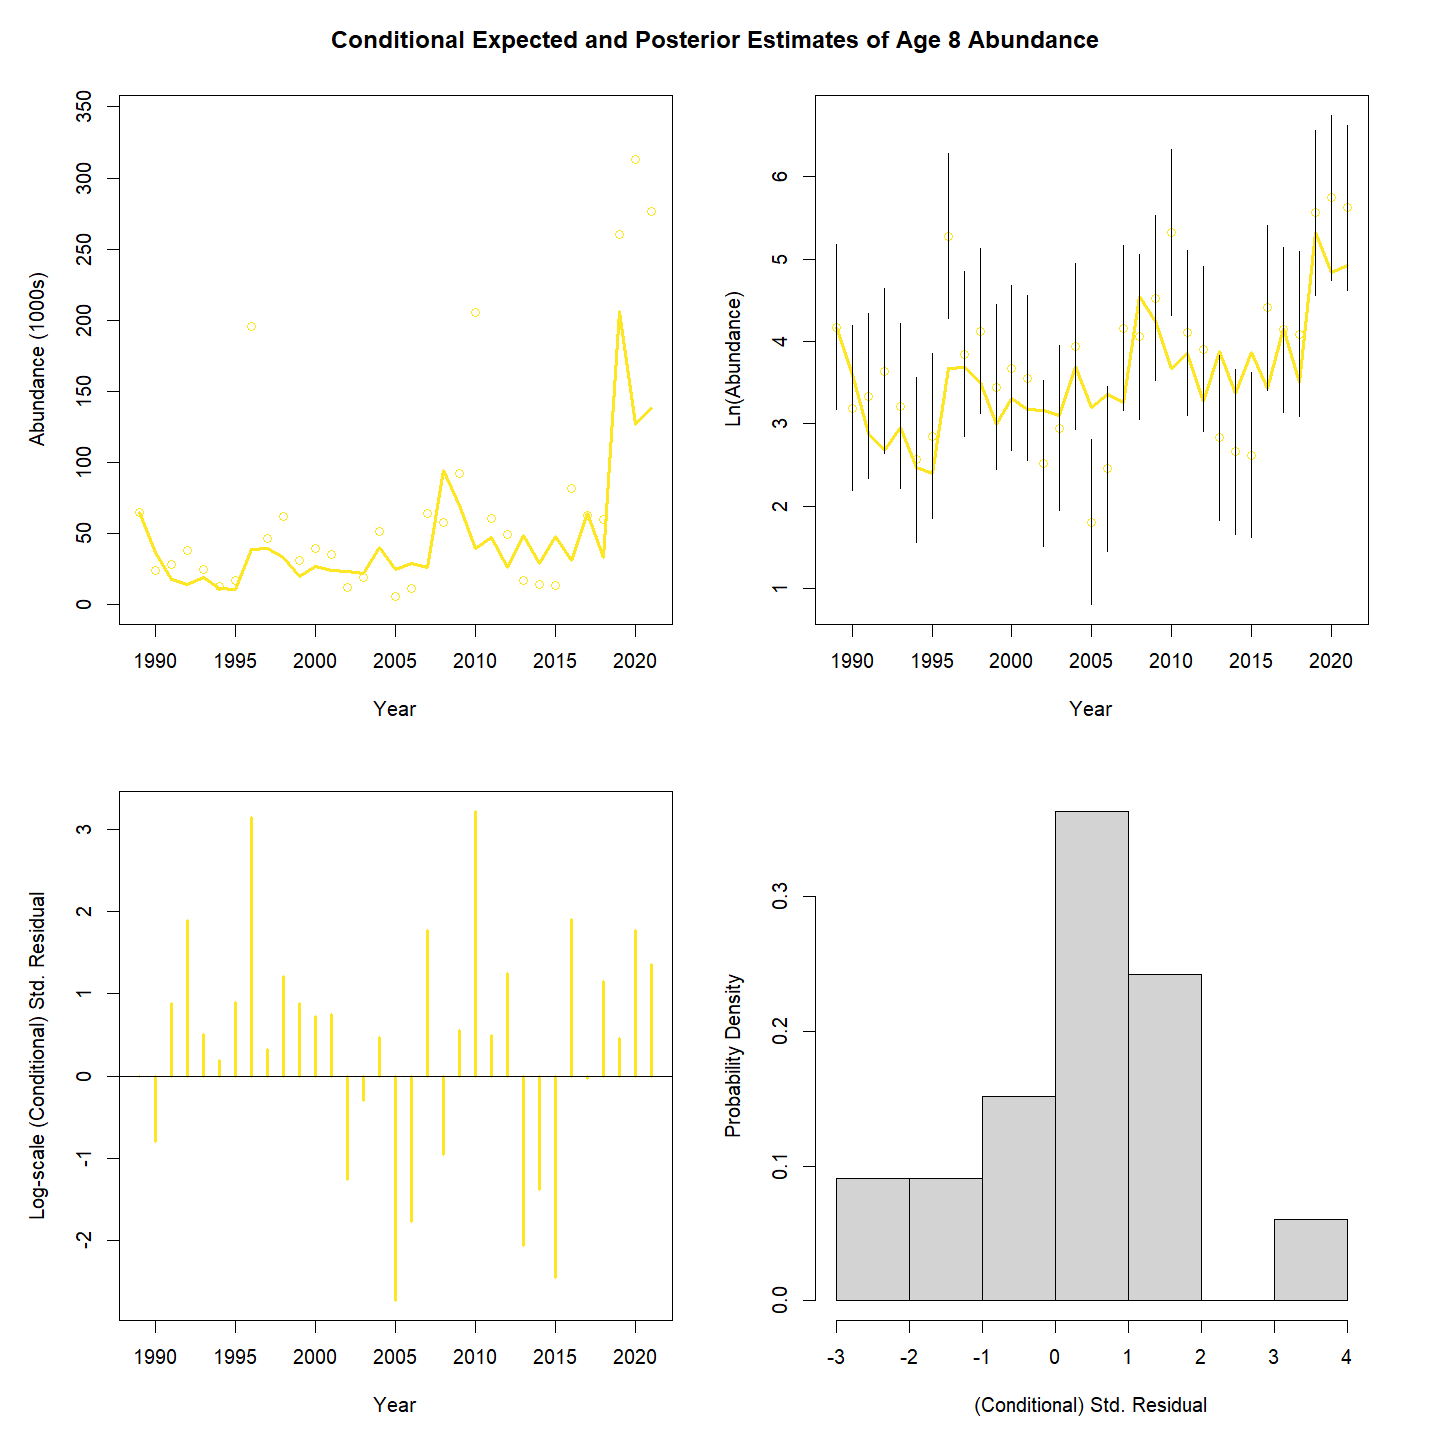 Conditional Expected and Posterior Estimates of Age 8 Abundance
Abundance (1000s)
350
300
250
200
150
100
50
0
1990 1995 2000 2005 2010 2015 2020
Year
Ln(Abundance)
6
5
4
3
2
1
1990 1995 2000 2005 2010 2015 2020
Year
Log-scale (Conditional) Std. Residual
3
2
1
0
-1
-2
1990 1995 2000 2005 2010 2015 2020
Year
Probability Density
0.3
0.2
0.1
0.0
-3 -2 -1 0 1 2 3 4
(Conditional) Std. Residual